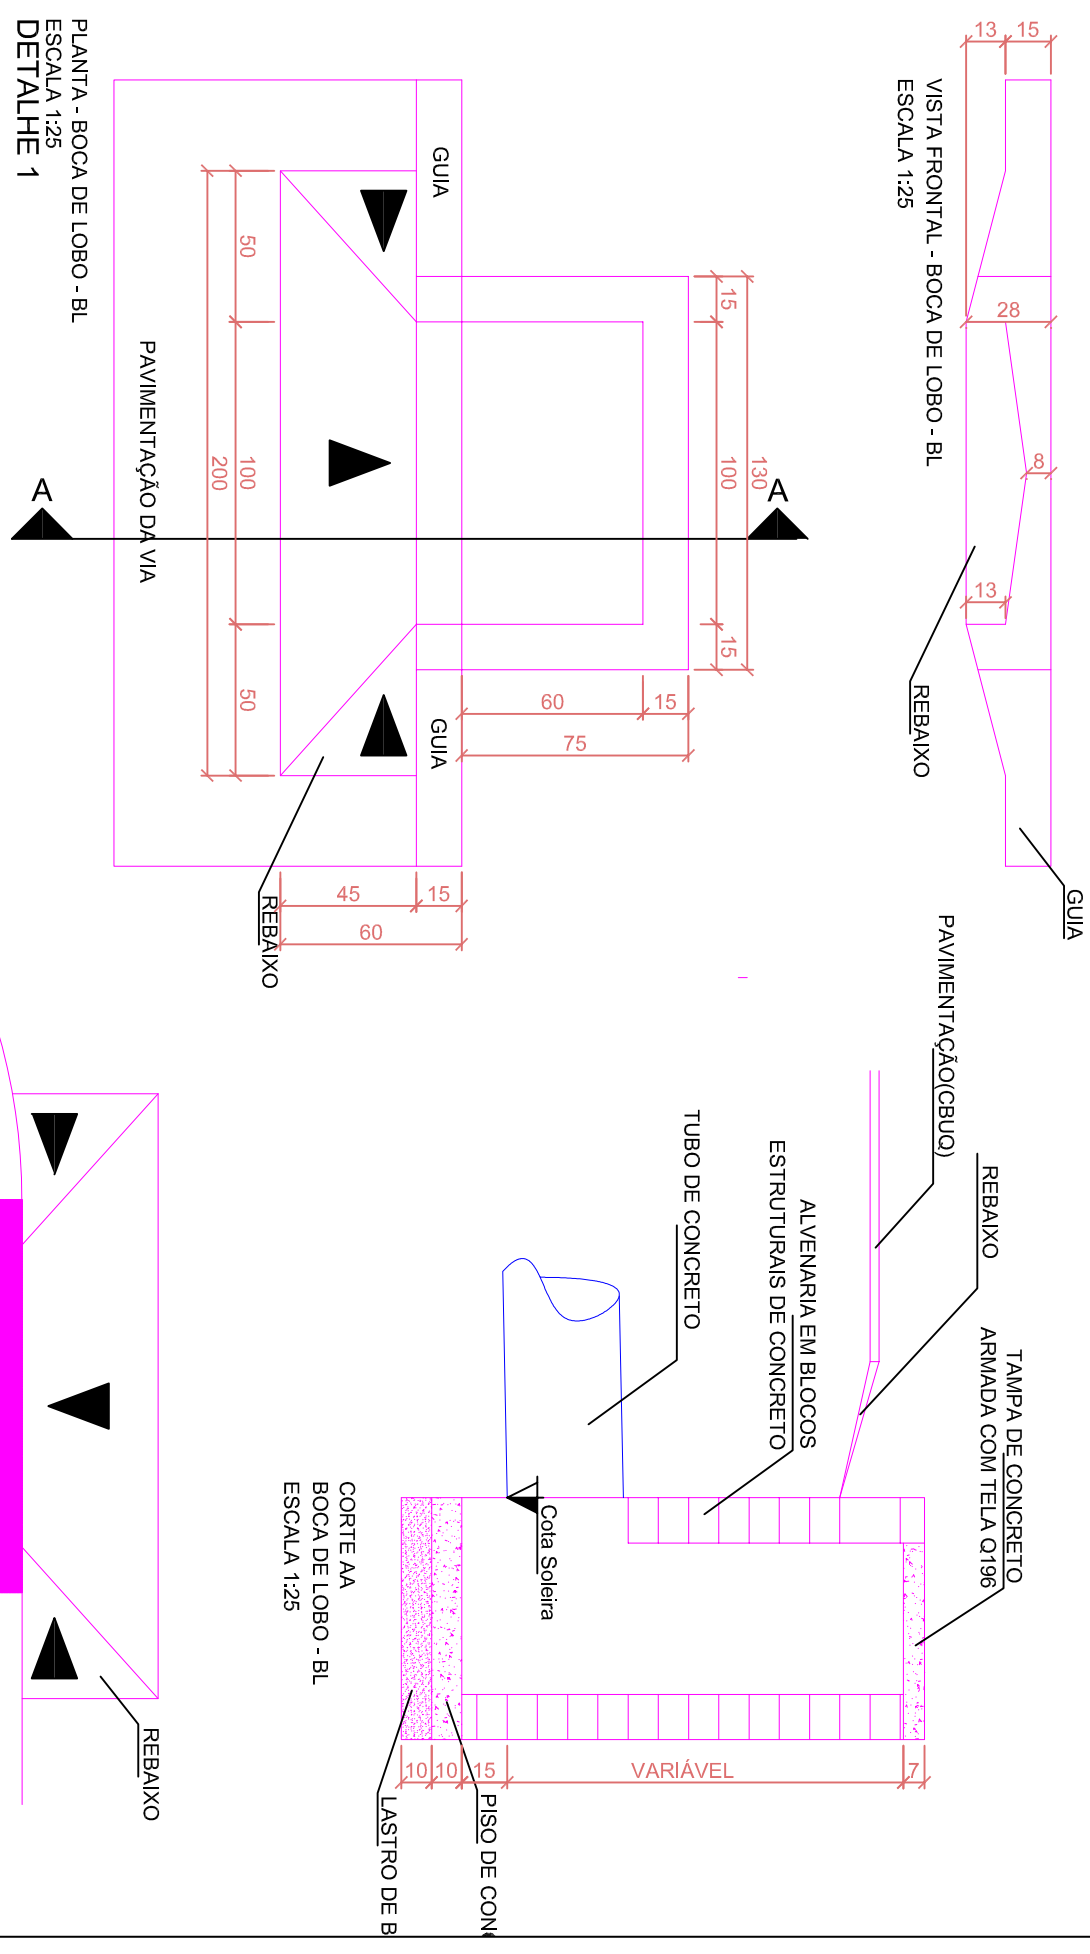 13
15
28
8
13
VISTA FRONTAL - BOCA DE LOBO - BL
ESCALA 1:25
REBAIXO
GUIA
GUIA
GUIA
15
100
15
130
60
15
75
50
100
50
200
45
15
60
PAVIMENTAÇÃO DA VIA
REBAIXO
A
A
PLANTA - BOCA DE LOBO - BL
ESCALA 1:25
DETALHE 1
PAVIMENTAÇÃO(CBUQ)
REBAIXO
TAMPA DE CONCRETO
ARMADA COM TELA Q196
ALVENARIA EM BLOCOS
ESTRUTURAIS DE CONCRETO
TUBO DE CONCRETO
Cota Soleira
10
10
15
VARIÁVEL
7
PISO DE CON
LASTRO DE B
CORTE AA
BOCA DE LOBO - BL
ESCALA 1:25
REBAIXO